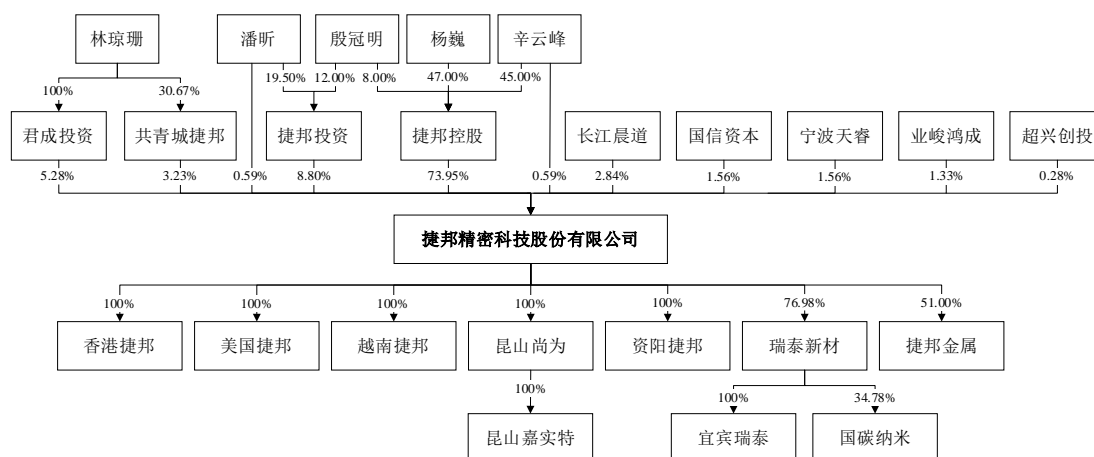 林琼珊
潘昕
殷冠明
杨巍
辛云峰
19.50%
12.00%
8.00%
47.00%
45.00%
100%
30.67%
君成投资
共青城捷邦
捷邦投资
捷邦控股
长江晨道
国信资本
宁波天睿
业峻鸿成
超兴创投
5.28%
3.23%
0.59%
8.80%
73.95%
0.59%
2.84%
1.56%
1.56%
1.33%
0.28%
捷邦精密科技股份有限公司
100%
100%
100%
100%
100%
76.98%
51.00%
香港捷邦
美国捷邦
越南捷邦
昆山尚为
资阳捷邦
瑞泰新材
捷邦金属
100%
100%
34.78%
昆山嘉实特
宜宾瑞泰
国碳纳米